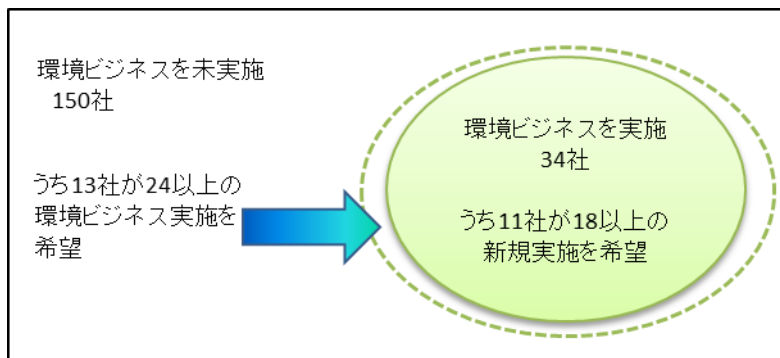 環境ビジネスを未実施
150社
うち13社が24以上の
環境ビジネス実施を
希望
環境ビジネスを実施
34社
うち11社が18以上の
新規実施を希望